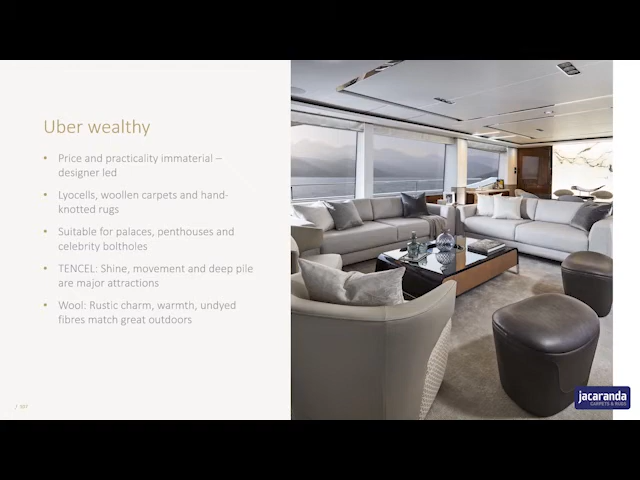 Uber wealthy
• Price and practicality immaterial –
designer led
• Lyocells, woollen carpets and hand-
knotted rugs
• Suitable for palaces, penthouses and
celebrity boltholes
• TENCEL: Shine, movement and deep pile
are major attractions
• Wool: Rustic charm, warmth, undyed
fibres match great outdoors
jacaranda
CARPETS & RUGS